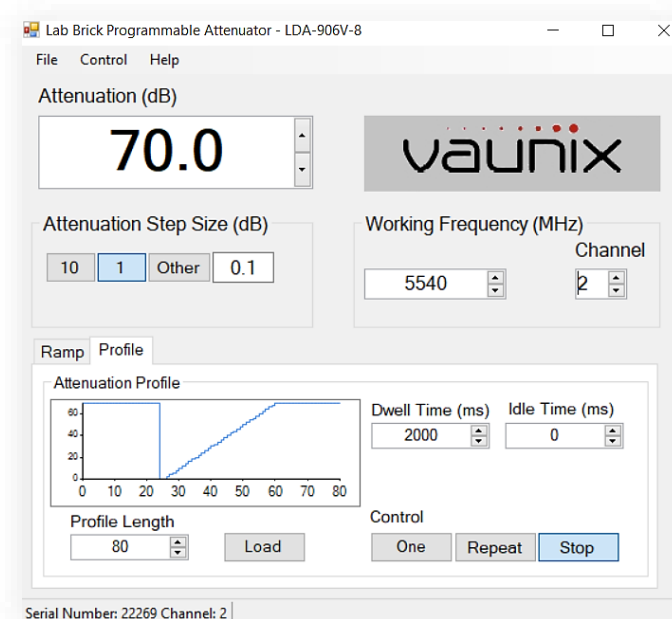 Lab Brick Programmable Attenuator - LDA-906V-8
File Control Help
Attenuation (dB)
70.0
vaunix
Attenuation Step Size (dB)
10 1 Other 0.1
Working Frequency (MHz)
Channel
5540 2
Ramp Profile
Attenuation Profile
60
40
20
0
0 10 20 30 40 50 60 70 80
Dwell Time (ms) Idle Time (ms)
2000 0
Profile Length
80 Load
Control
One Repeat Stop
Serial Number: 22269 Channel: 2